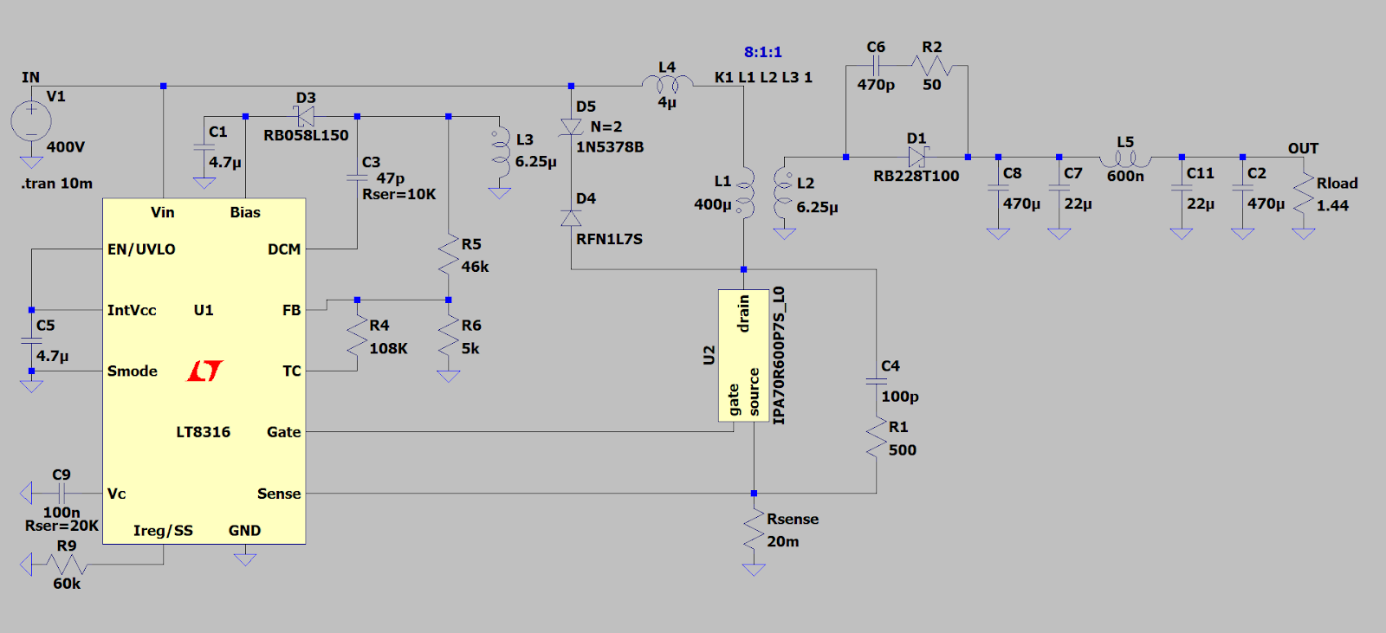 8:1:1
C6
R2
IN
L4
K1 L1 L2 L3 1
470p
50
V1
4µ
D3
D5
N=2
C1
RB058L150
L3
D1
L5
OUT
400V
4.7µ
C3
6.25µ
1N5378B
RB228T100
600n
.tran 10m
47p
Rser=10K
L1
400µ
L2
6.25µ
C8
470µ
C7
22µ
C11
22µ
C2
470µ
Rload
1.44
Vin
Bias
D4
EN/UVLO
DCM
R5
46k
RFN1L7S
IntVcc
U1
FB
C5
4.7µ
R4
108K
R6
5k
U2
drain
gate
source
IPA70R600P7S_L0
Smode
TC
C4
100p
LT8316
Gate
R1
500
C9
100n
Rser=20K
Vc
Sense
Ireg/SS
GND
Rsense
20m
R9
60k